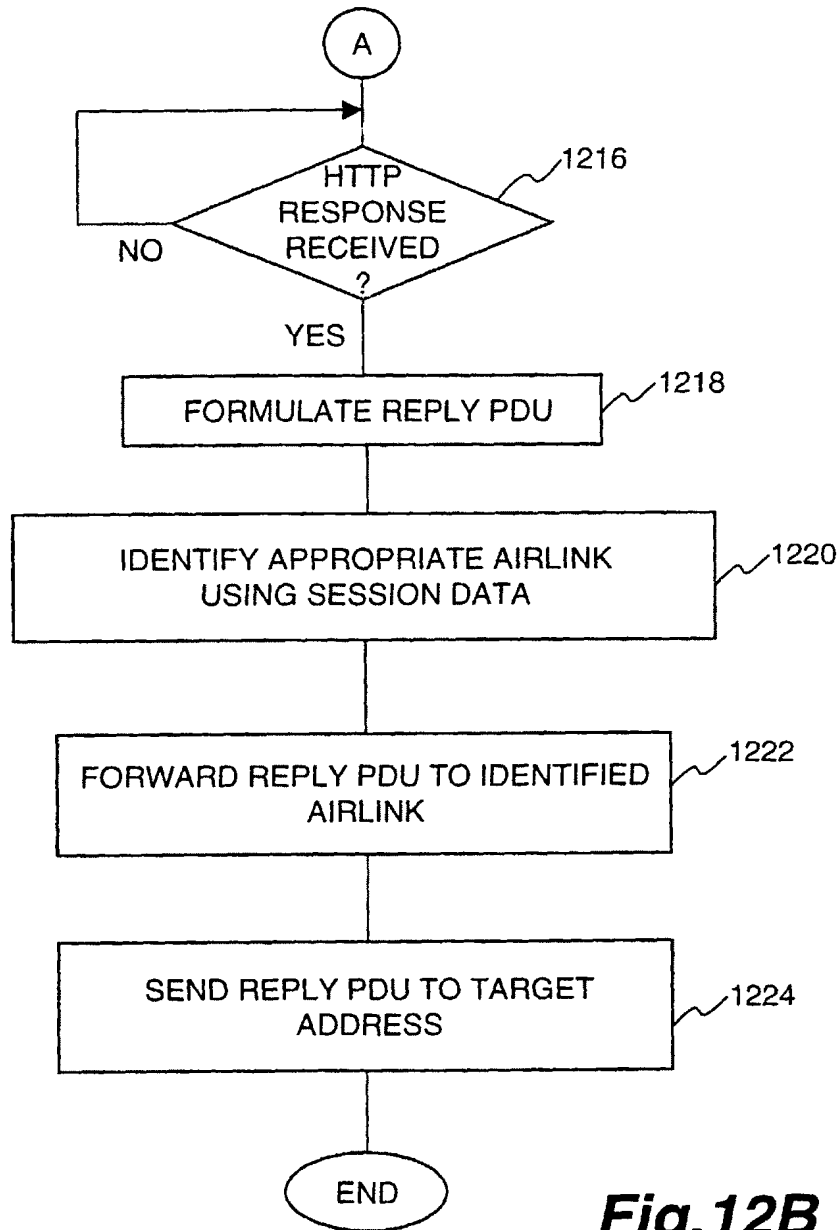 A
1216
HTTP
RESPONSE
RECEIVED
?
NO
YES
1218
FORMULATE REPLY PDU
1220
IDENTIFY APPROPRIATE AIRLINK
USING SESSION DATA
1222
FORWARD REPLY PDU TO IDENTIFIED
AIRLINK
1224
SEND REPLY PDU TO TARGET
ADDRESS
END
Fig.12B